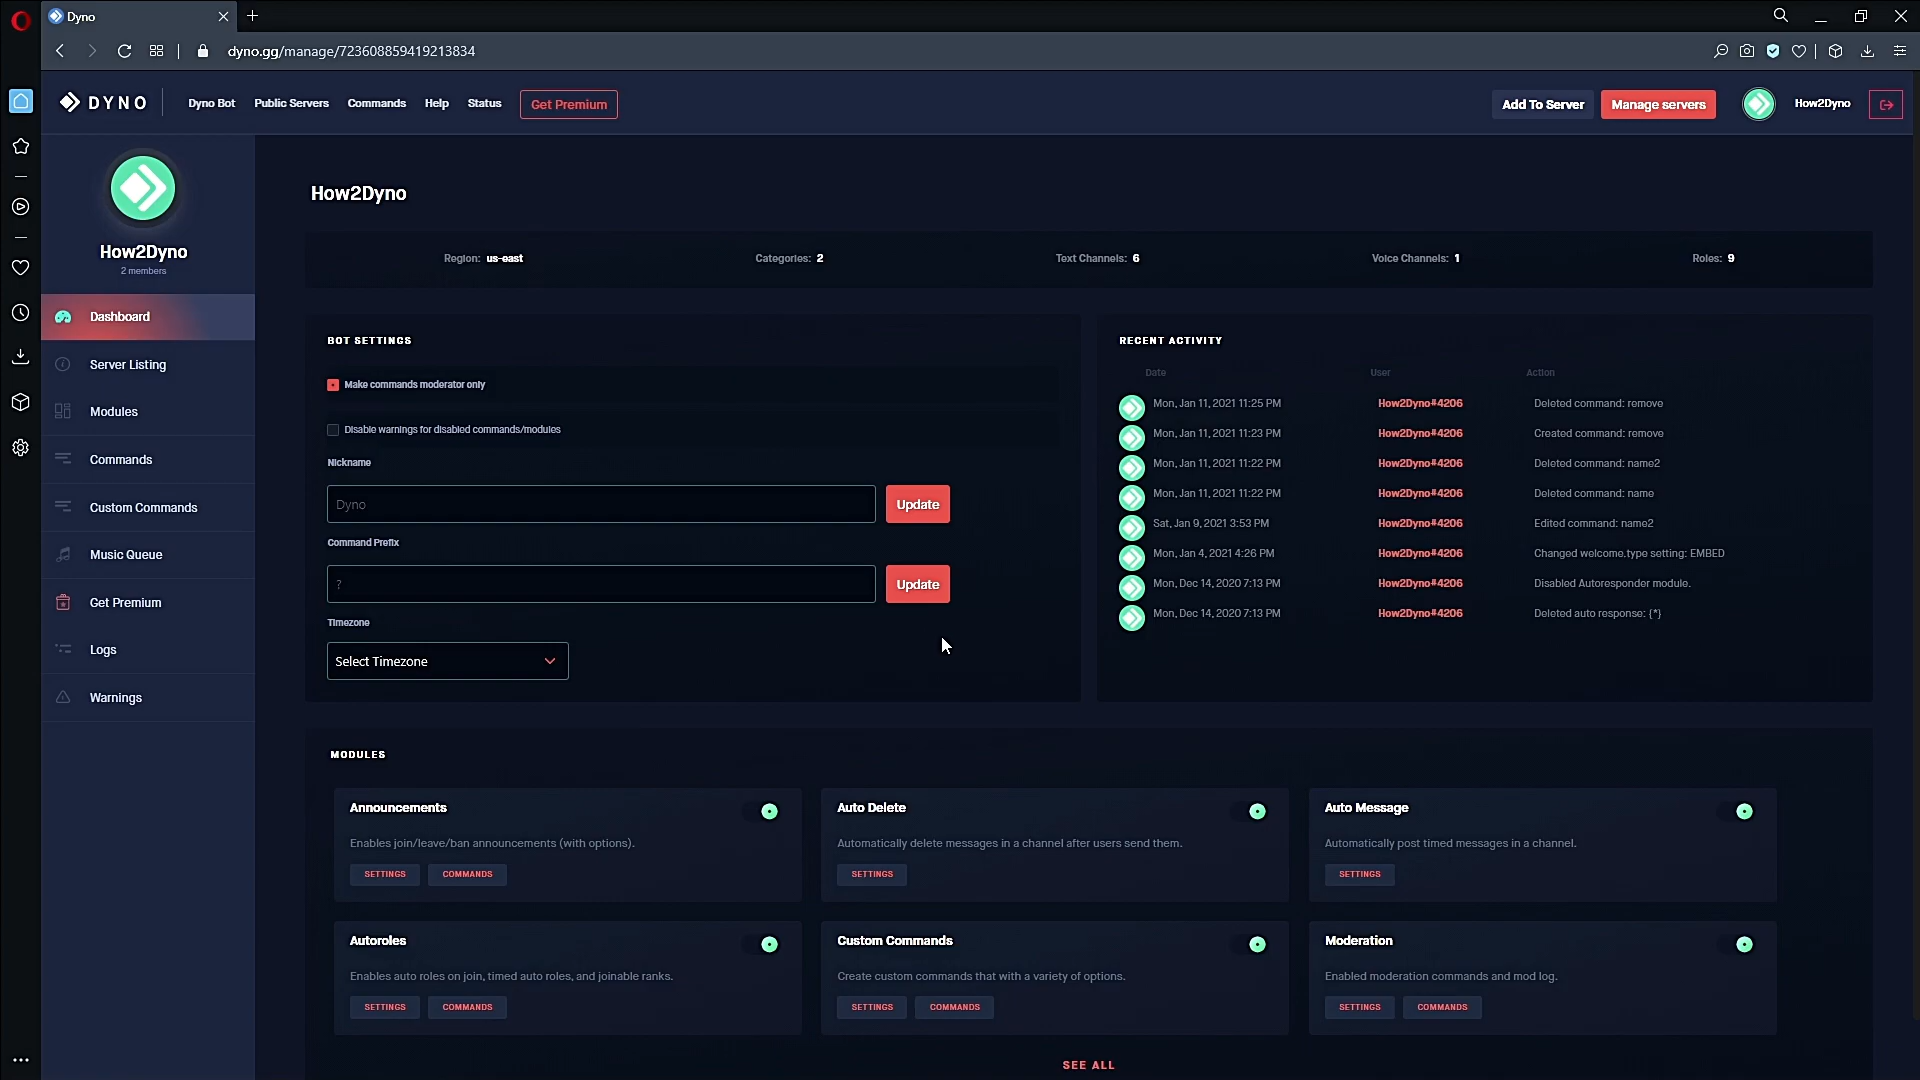 Dyno
dyno.gg/manage/723608859419213834
DYNO
Dyno Bot
Public Servers
Commands
Help
Status
Get Premium
Add To Server
Manage servers
How2Dyno
How2Dyno
2 members
Dashboard
Server Listing
Modules
Commands
Custom Commands
Music Queue
Get Premium
Logs
Warnings
How2Dyno
Region: us-east
Categories: 2
Text Channels: 6
Voice Channels: 1
Roles: 9
BOT SETTINGS
Make commands moderator only
Disable warnings for disabled commands/modules
Nickname
Dyno
Update
Command Prefix
?
Update
Timezone
Select Timezone
RECENT ACTIVITY
Date User Action
Mon, Jan 11, 2021 11:25 PM How2Dyno#4206 Deleted command: remove
Mon, Jan 11, 2021 11:23 PM How2Dyno#4206 Created command: remove
Mon, Jan 11, 2021 11:22 PM How2Dyno#4206 Deleted command: name2
Mon, Jan 11, 2021 11:22 PM How2Dyno#4206 Deleted command: name
Sat, Jan 9, 2021 3:53 PM How2Dyno#4206 Edited command: name2
Mon, Jan 4, 2021 4:26 PM How2Dyno#4206 Changed welcome.type setting: EMBED
Mon, Dec 14, 2020 7:13 PM How2Dyno#4206 Disabled Autoresponder module.
Mon, Dec 14, 2020 7:13 PM How2Dyno#4206 Deleted auto response: {*}
MODULES
Announcements
Enables join/leave/ban announcements (with options).
SETTINGS COMMANDS
Auto Delete
Automatically delete messages in a channel after users send them.
SETTINGS
Auto Message
Automatically post timed messages in a channel.
SETTINGS
Autoroles
Enables auto roles on join, timed auto roles, and joinable ranks.
SETTINGS COMMANDS
Custom Commands
Create custom commands that with a variety of options.
SETTINGS COMMANDS
Moderation
Enabled moderation commands and mod log.
SETTINGS COMMANDS
SEE ALL